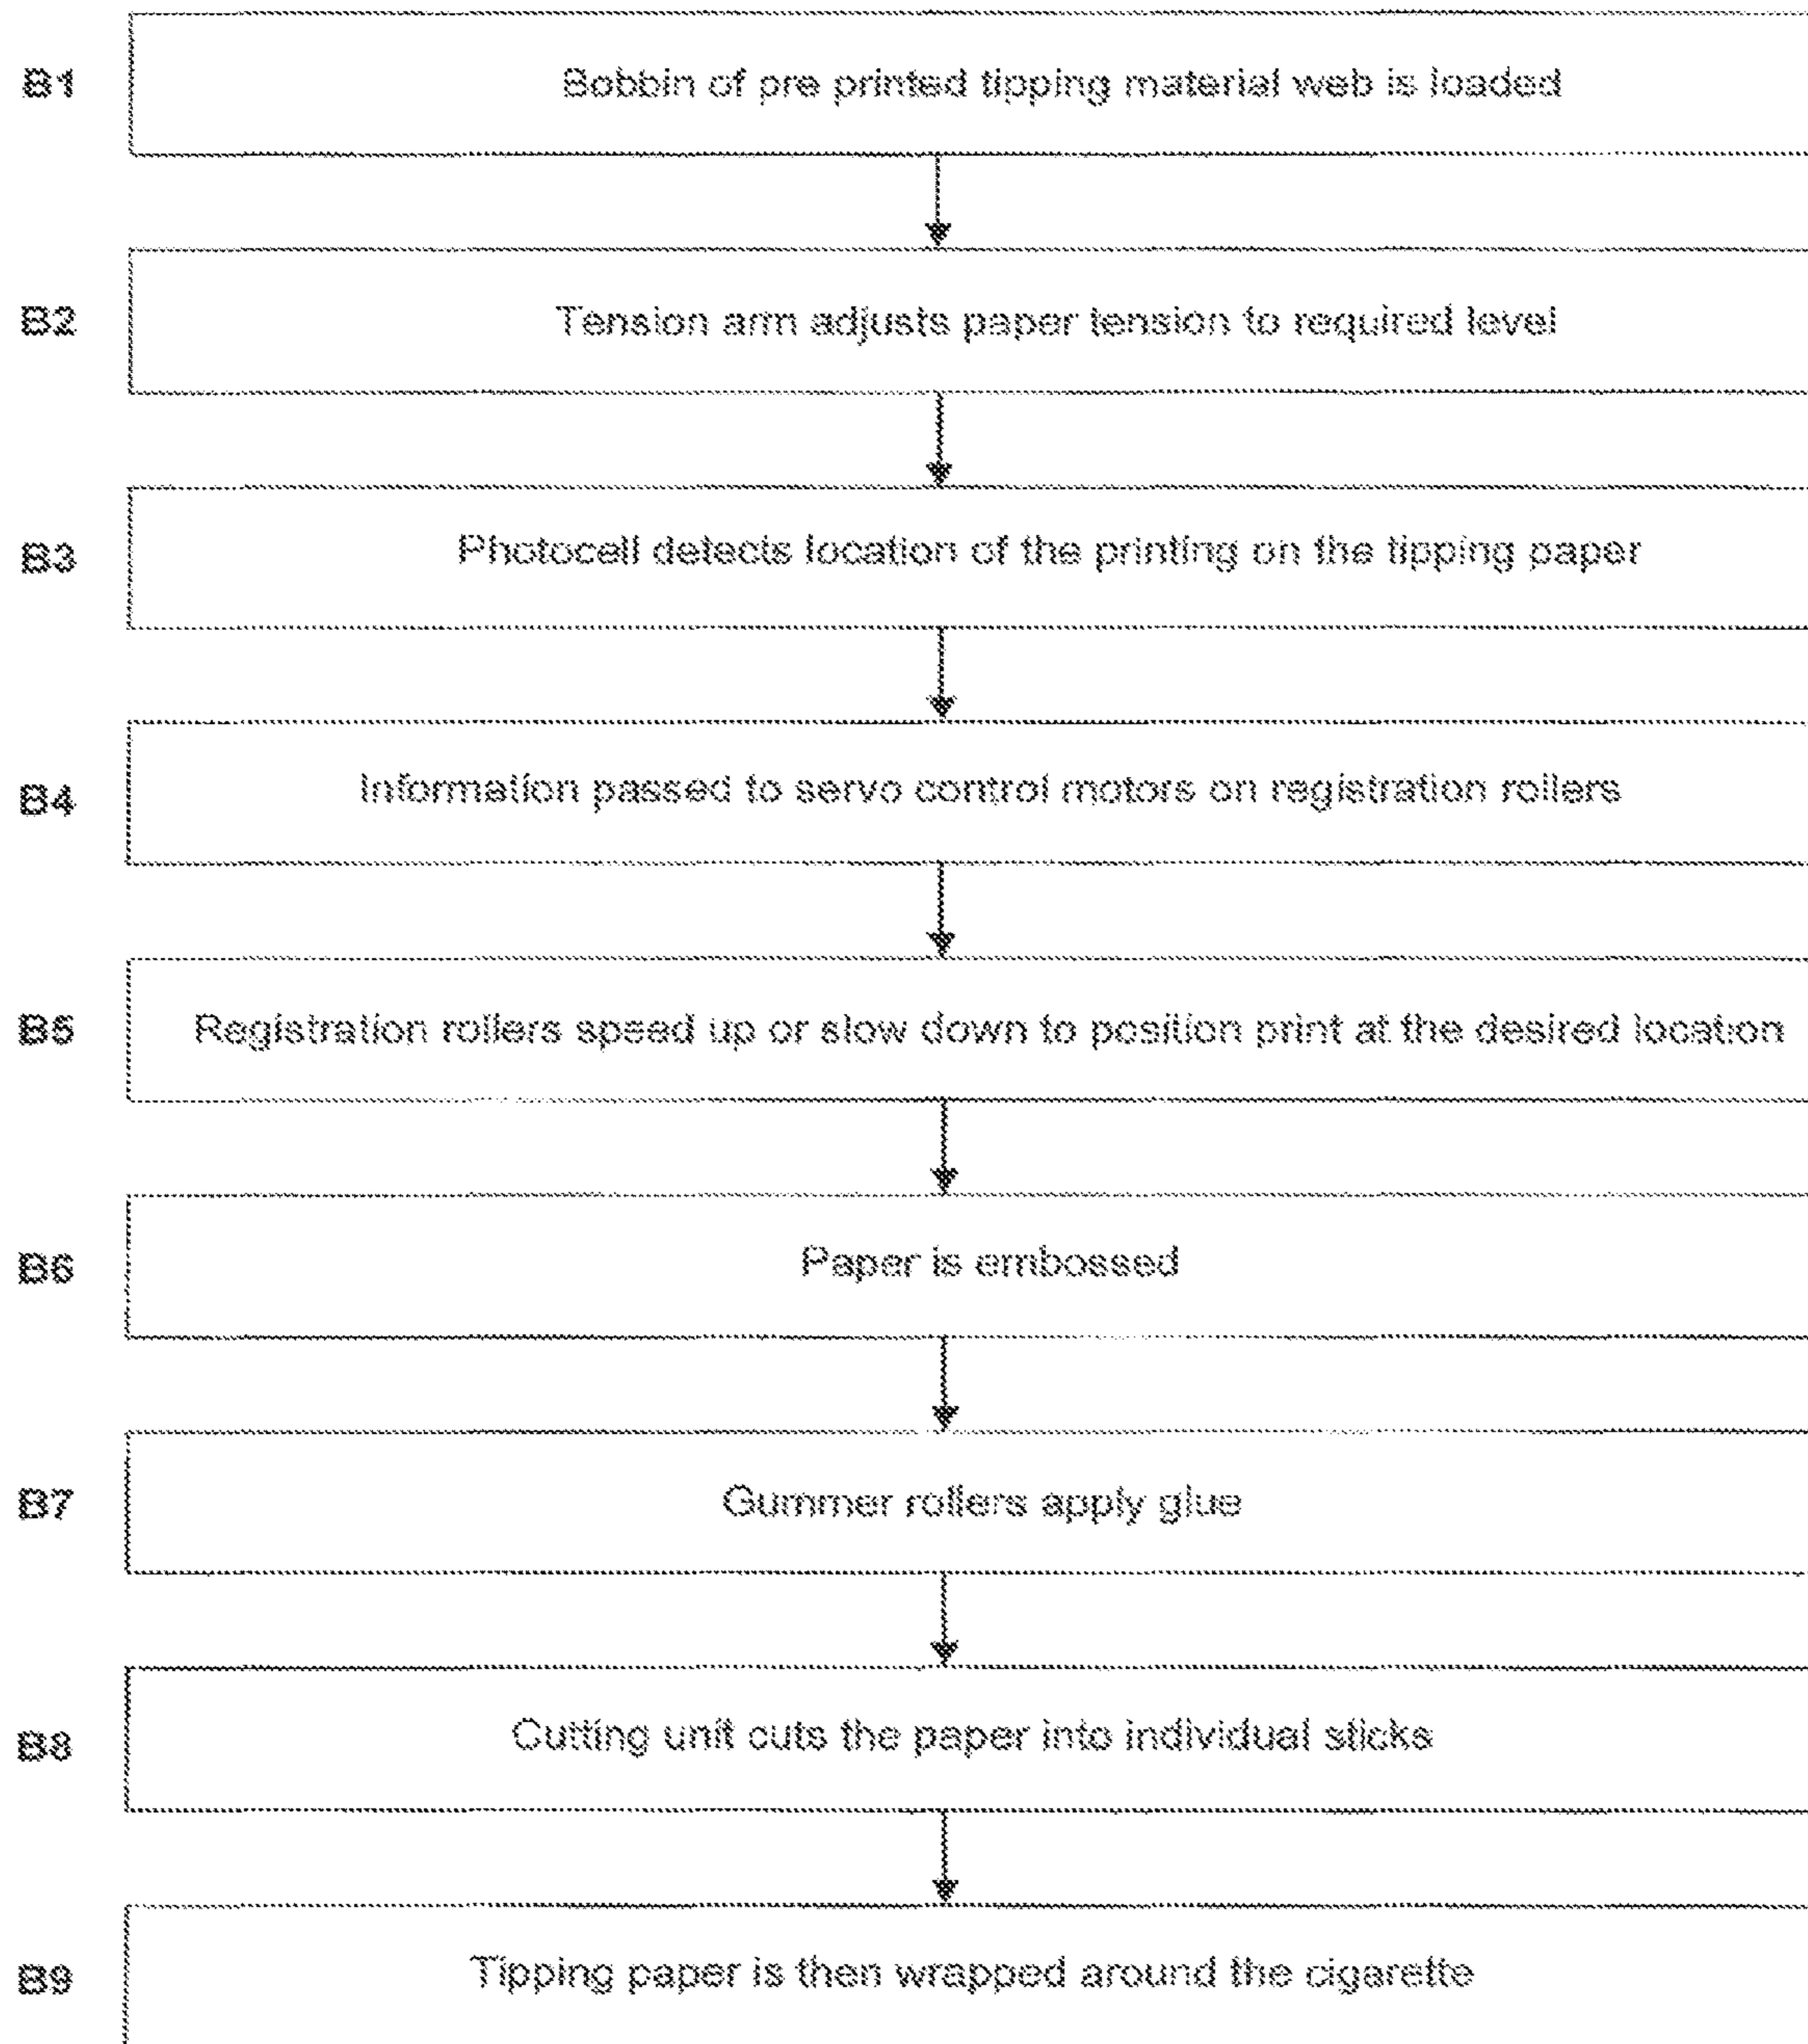 B1 Bobbin of pre printed tipping material web is loaded
B2 Tension arm adjusts paper tension to required level
B3 Photocell detects location of the printing on the tipping paper
B4 Information passed to servo control motors on registration rollers
B5 Registration rollers speed up or slow down to position print at the desired location
B6 Paper is embossed
B7 Gummer rollers apply glue
B8 Cutting unit cuts the paper into individual sticks
B9 Tipping paper is then wrapped around the cigarette